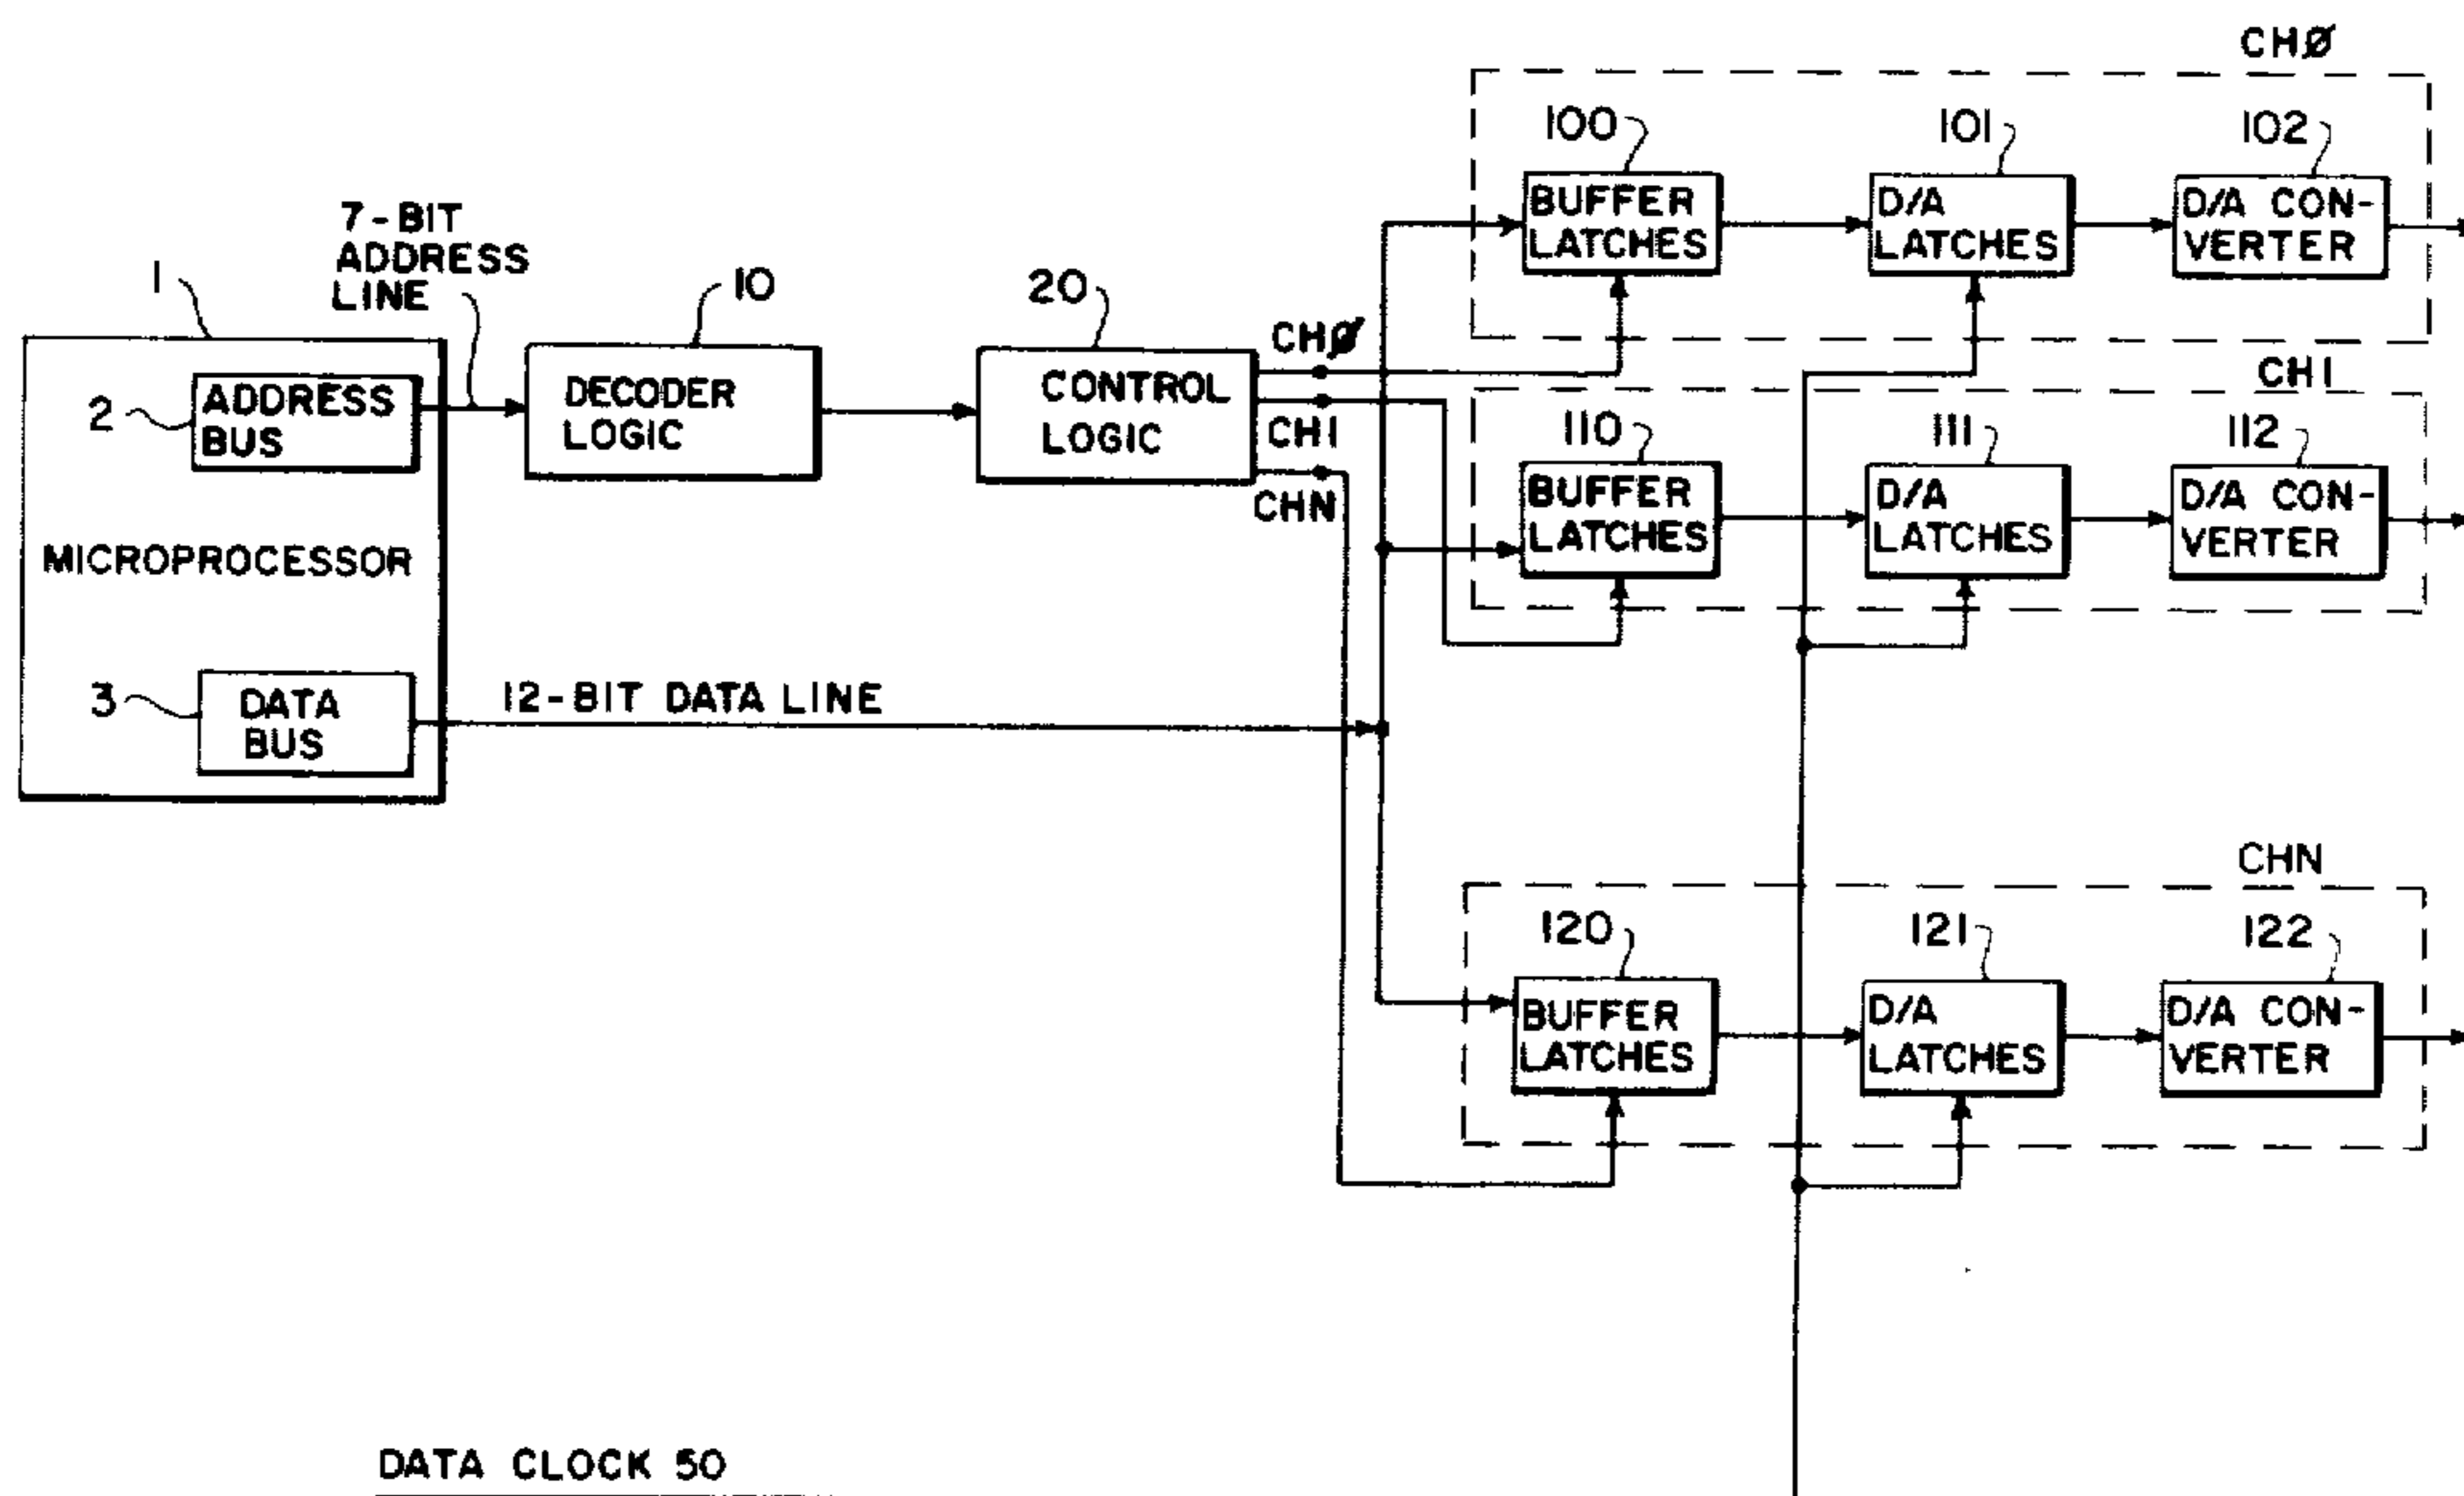 CHØ
100
101
102
BUFFER
LATCHES
D/A
LATCHES
D/A CON-
VERTER
7-BIT
ADDRESS
LINE
1
10
20
CHØ
CH1
CHN
2
ADDRESS
BUS
DECODER
LOGIC
CONTROL
LOGIC
MICROPROCESSOR
3
DATA
BUS
12-BIT DATA LINE
CH1
110
111
112
BUFFER
LATCHES
D/A
LATCHES
D/A CON-
VERTER
CHN
120
121
122
BUFFER
LATCHES
D/A
LATCHES
D/A CON-
VERTER
DATA CLOCK 50